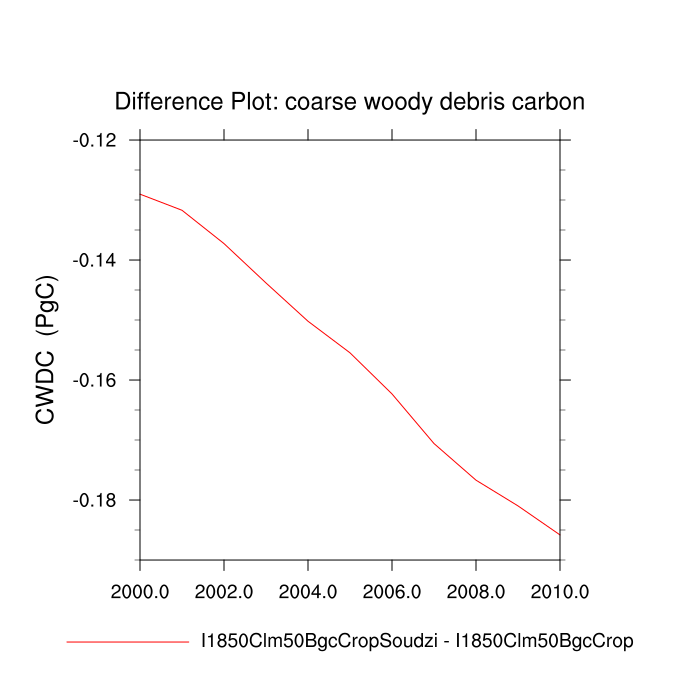 Difference Plot: coarse woody debris carbon
-0.12
-0.14
-0.16
-0.18
CWDC (PgC)
2000.0 2002.0 2004.0 2006.0 2008.0 2010.0
I1850Clm50BgcCropSoudzi - I1850Clm50BgcCrop